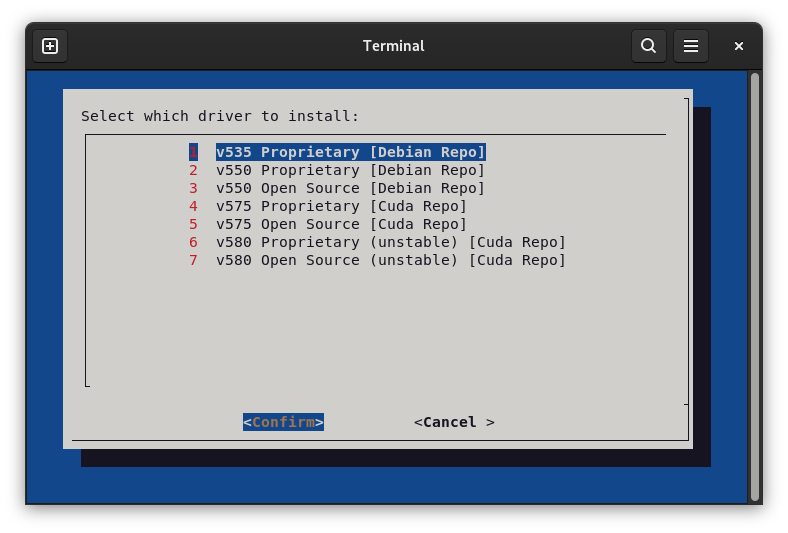 Terminal
Select which driver to install:
1 v535 Proprietary [Debian Repo]
2 v550 Proprietary [Debian Repo]
3 v550 Open Source [Debian Repo]
4 v575 Proprietary [Cuda Repo]
5 v575 Open Source [Cuda Repo]
6 v580 Proprietary (unstable) [Cuda Repo]
7 v580 Open Source (unstable) [Cuda Repo]
<Confirm> <Cancel >